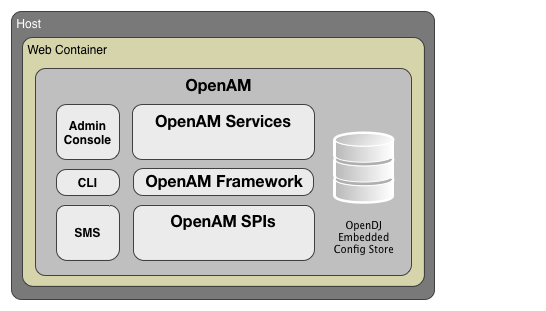 Host
Web Container
OpenAM
Admin
Console
OpenAM Services
CLI
OpenAM Framework
SMS
OpenAM SPIs
OpenDJ
Embedded
Config Store